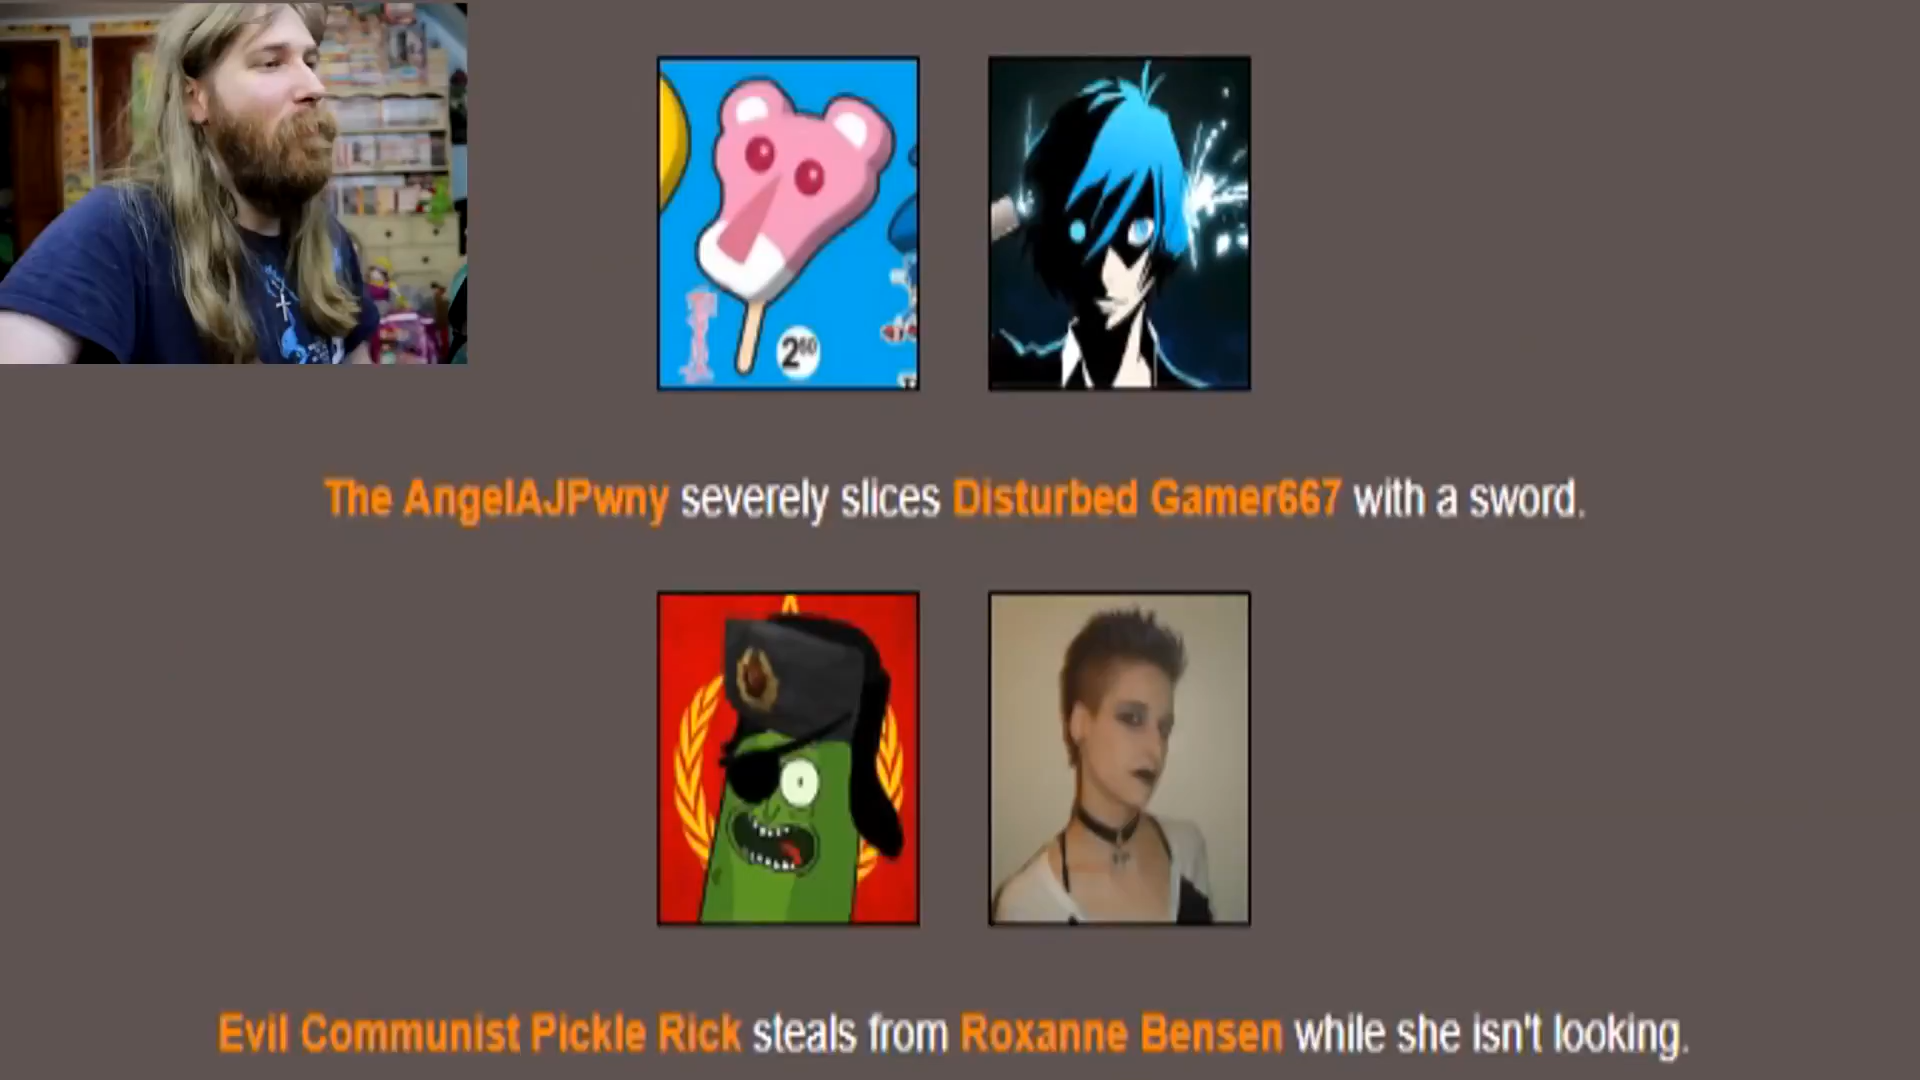 2⁶⁰
The AngelAJPwny severely slices Disturbed Gamer667 with a sword.
Evil Communist Pickle Rick steals from Roxanne Bensen while she isn't looking.